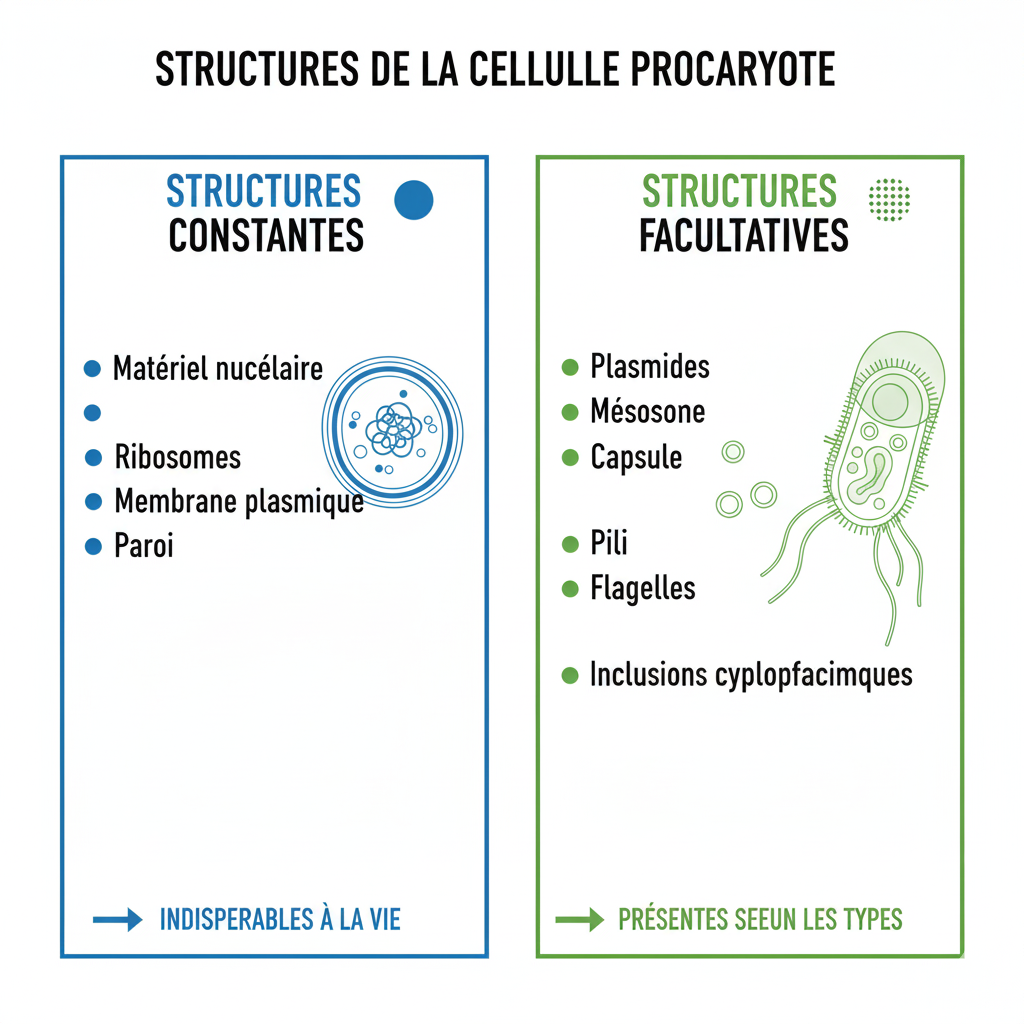 STRUCTURES DE LA CELLULLE PROCARYOTE
STRUCTURES
CONSTANTES
Matériel nucélaire
Ribosomes
Membrane plasmique
Paroi
INDISPERABLES À LA VIE
STRUCTURES
FACULTATIVES
Plasmides
Mésosone
Capsule
Pili
Flagelles
Inclusions cyplopfacimques
PRÉSENTES SEEUN LES TYPES